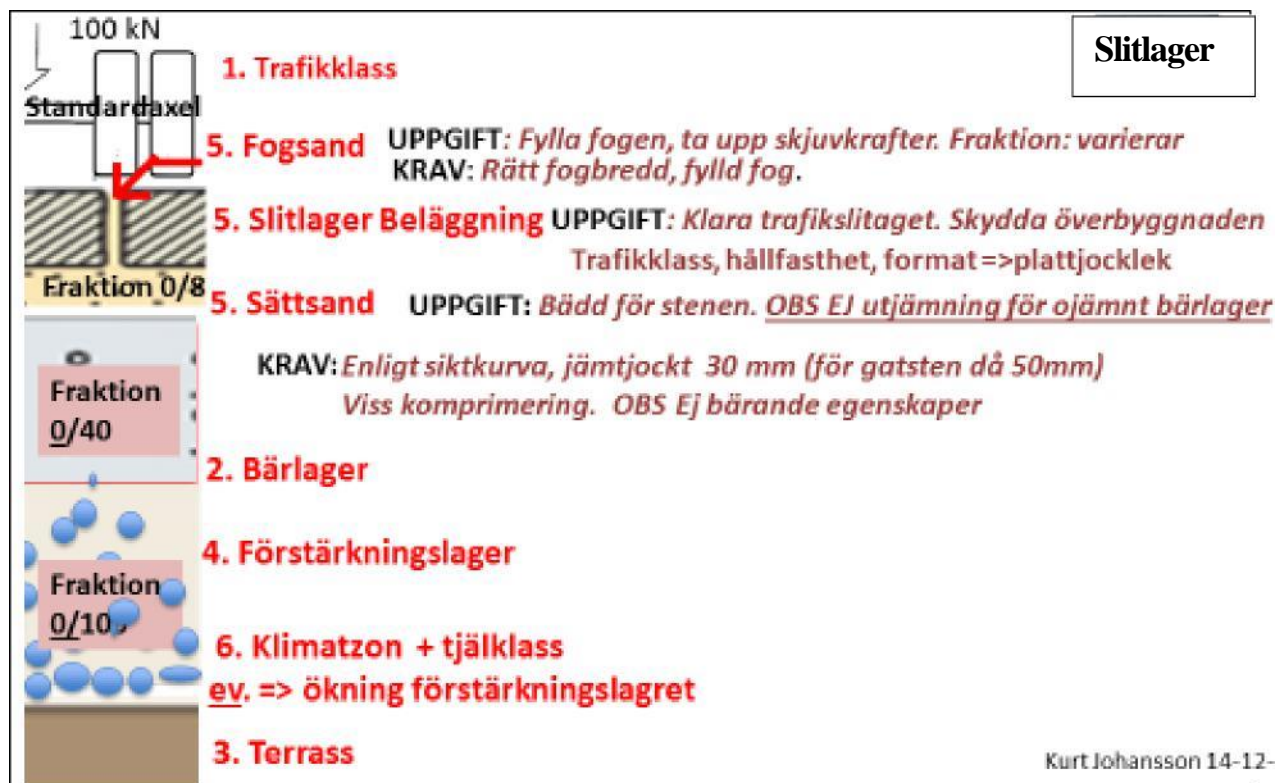 100 kN
Slitlager
1. Trafikklass
Standardaxel
5. Fogsand UPPGIFT: Fylla fogen, ta upp skjuvkrafter. Fraktion: varierar
KRAV: Rätt fogbredd, fylld fog.
5. Slitlager Beläggning UPPGIFT: Klara trafikslitaget. Skydda överbyggnaden
Trafikklass, hållfasthet, format=>plattjocklek
Fraktion 0/8
5. Sättsand UPPGIFT: Bädd för stenen. OBS EJ utjämning för ojämnt bärlager
KRAV: Enligt siktkurva, jämtjockt 30 mm (för gatsten då 50mm)
Viss komprimering. OBS Ej bärande egenskaper
Fraktion
0/40
2. Bärlager
4. Förstärkningslager
Fraktion
6. Klimatzon + tjälklass
ev. => ökning förstärkningslagret
3. Terrass
Kurt Johansson 14-12-